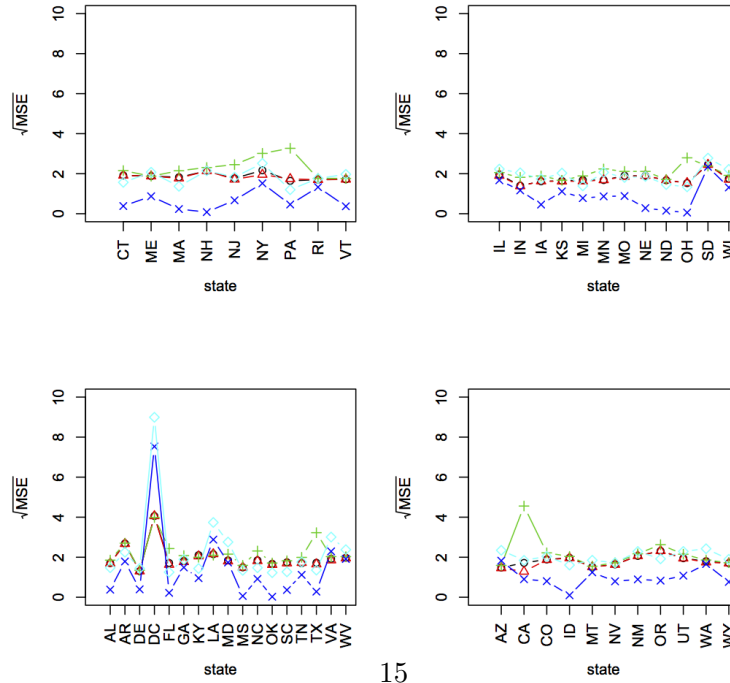 10
8
6
4
2
0
√MSE
CT ME MA NH NJ NY PA RI VT
state
10
8
6
4
2
0
√MSE
IL IN IA KS MI MN MO NE ND OH SD WI
state
10
8
6
4
2
0
√MSE
AL AR DE DC FL GA KY LA MD MS NC OK SC TN TX VA WV
state
10
8
6
4
2
0
√MSE
AZ CA CO ID MT NV NM OR UT WA WY
state
15